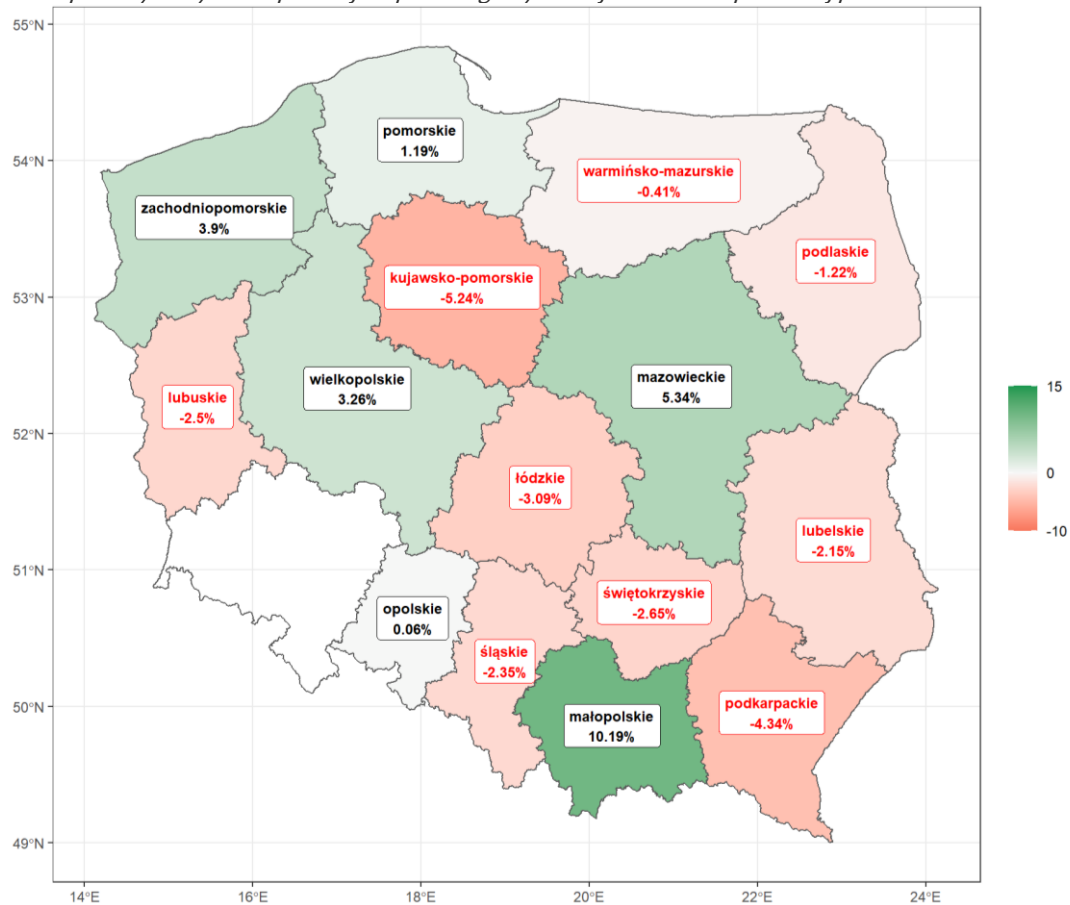 55°N
pomorskie
1.19%
54°N
warmińsko-mazurskie
-0.41%
zachodniopomorskie
3.9%
podlaskie
-1.22%
kujawsko-pomorskie
-5.24%
53°N
wielkopolskie
3.26%
mazowieckie
5.34%
lubuskie
-2.5%
15
52°N
0
łódzkie
-3.09%
lubelskie
-2.15%
-10
51°N
opolskie
0.06%
świętokrzyskie
-2.65%
śląskie
-2.35%
50°N
małopolskie
10.19%
podkarpackie
-4.34%
49°N
14°E 16°E 18°E 20°E 22°E 24°E